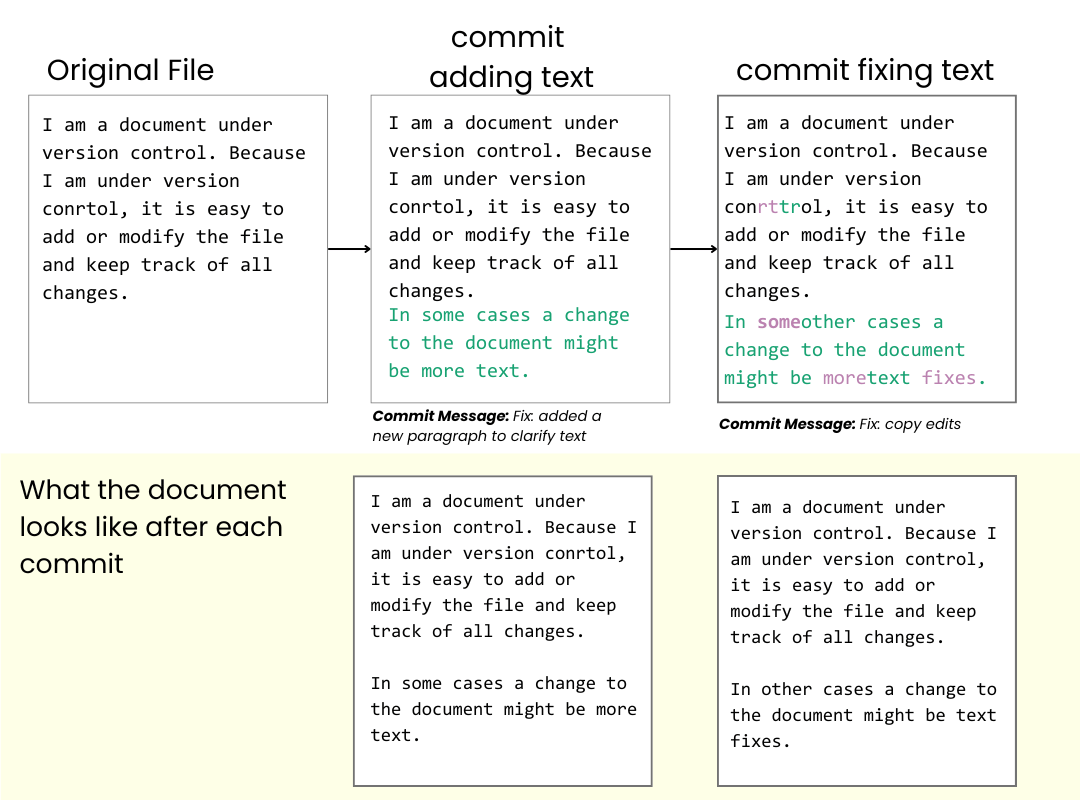 Original File
I am a document under
version control. Because
I am under version
conrtol, it is easy to
add or modify the file
and keep track of all
changes.
commit
adding text
I am a document under
version control. Because
I am under version
conrtol, it is easy to
add or modify the file
and keep track of all
changes.
In some cases a change
to the document might
be more text.
Commit Message: Fix: added a
new paragraph to clarify text
commit fixing text
I am a document under
version control. Because
I am under version
conrttrol, it is easy to
add or modify the file
and keep track of all
changes.
In someother cases a
change to the document
might be moretext fixes.
Commit Message: Fix: copy edits
What the document
looks like after each
commit
I am a document under
version control. Because I
am under version conrtol,
it is easy to add or
modify the file and keep
track of all changes.
In some cases a change to
the document might be more
text.
I am a document under
version control. Because I
am under version control,
it is easy to add or
modify the file and keep
track of all changes.
In other cases a change to
the document might be text
fixes.